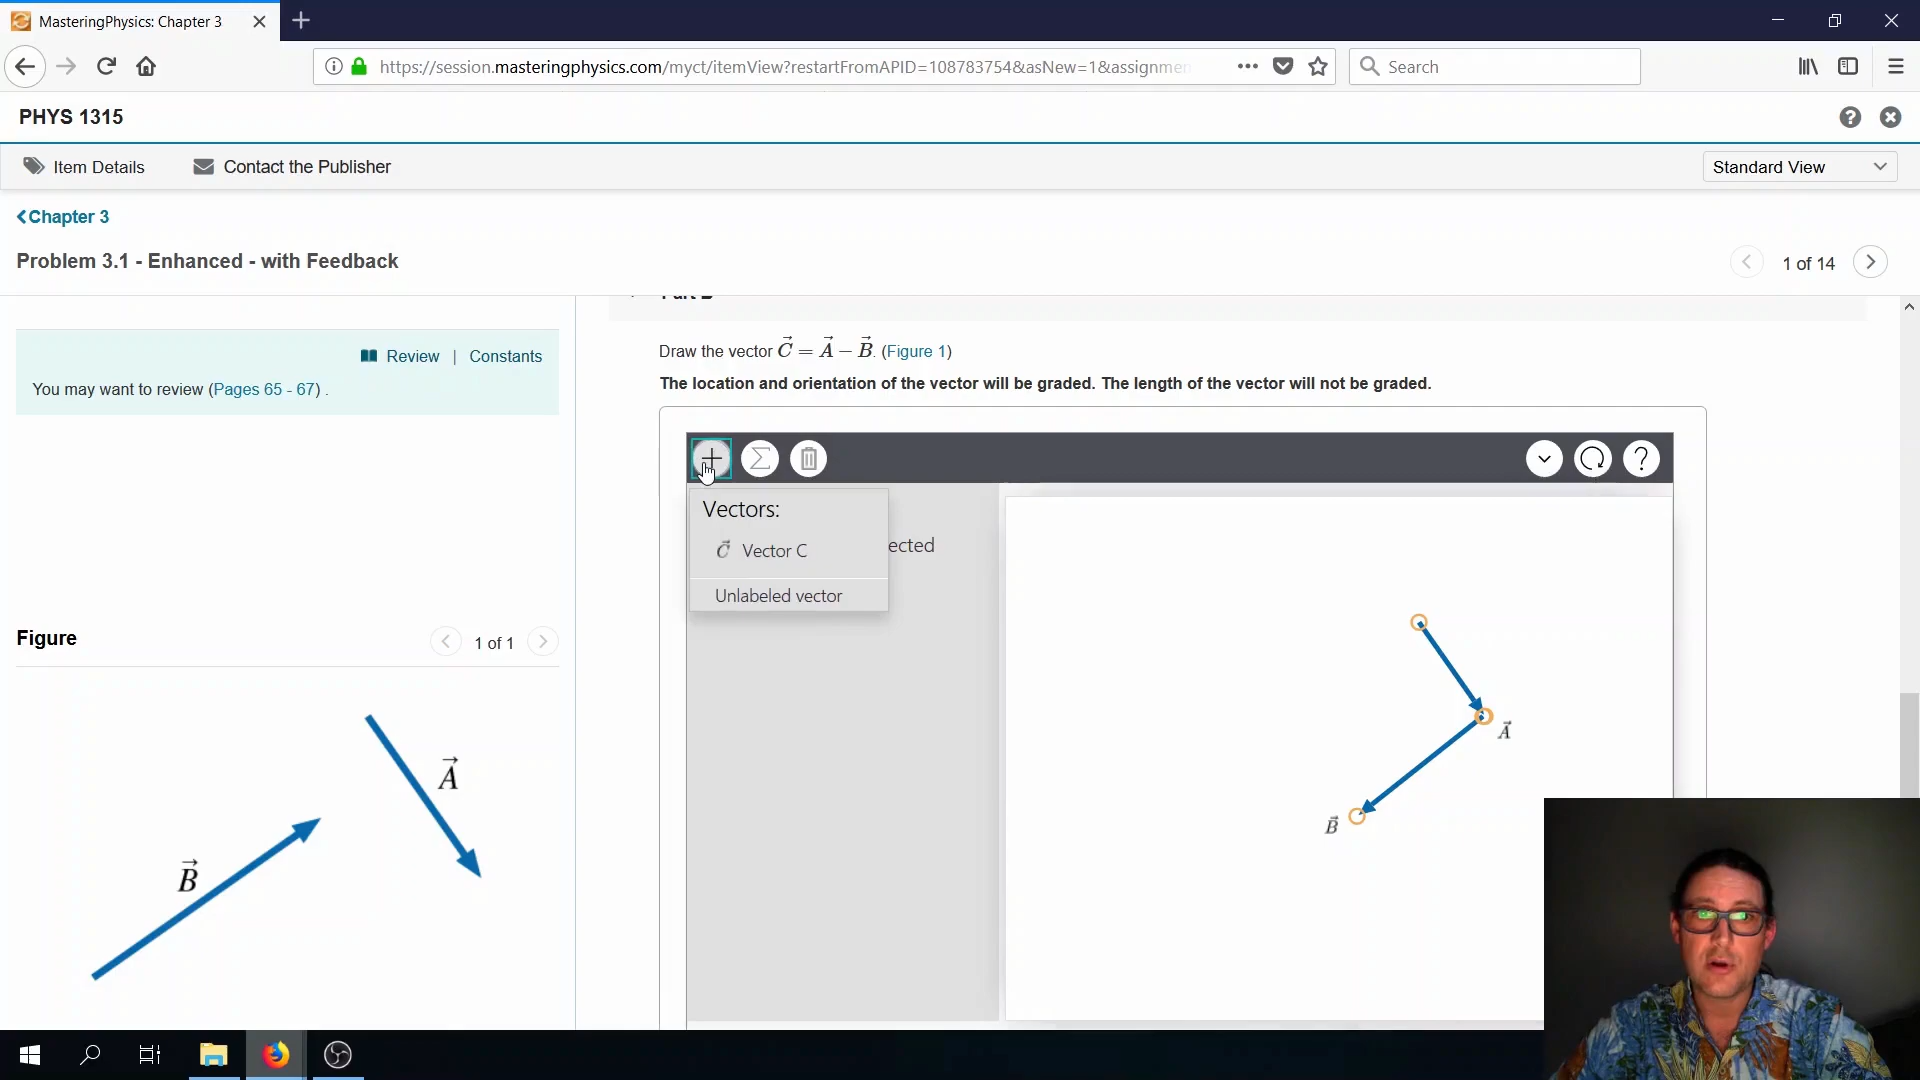 MasteringPhysics: Chapter 3
https://session.masteringphysics.com/myct/itemView?restartFromAPID=108783754&asNew=1&assignmen
Search
PHYS 1315
Item Details
Contact the Publisher
Standard View
Chapter 3
Problem 3.1 - Enhanced - with Feedback
1 of 14
Review | Constants
You may want to review (Pages 65 - 67) .
Figure
1 of 1
A
B
Draw the vector C⃗ = A⃗ − B⃗. (Figure 1)
The location and orientation of the vector will be graded. The length of the vector will not be graded.
Vectors:
C⃗ Vector C
ected
Unlabeled vector
A⃗
B⃗